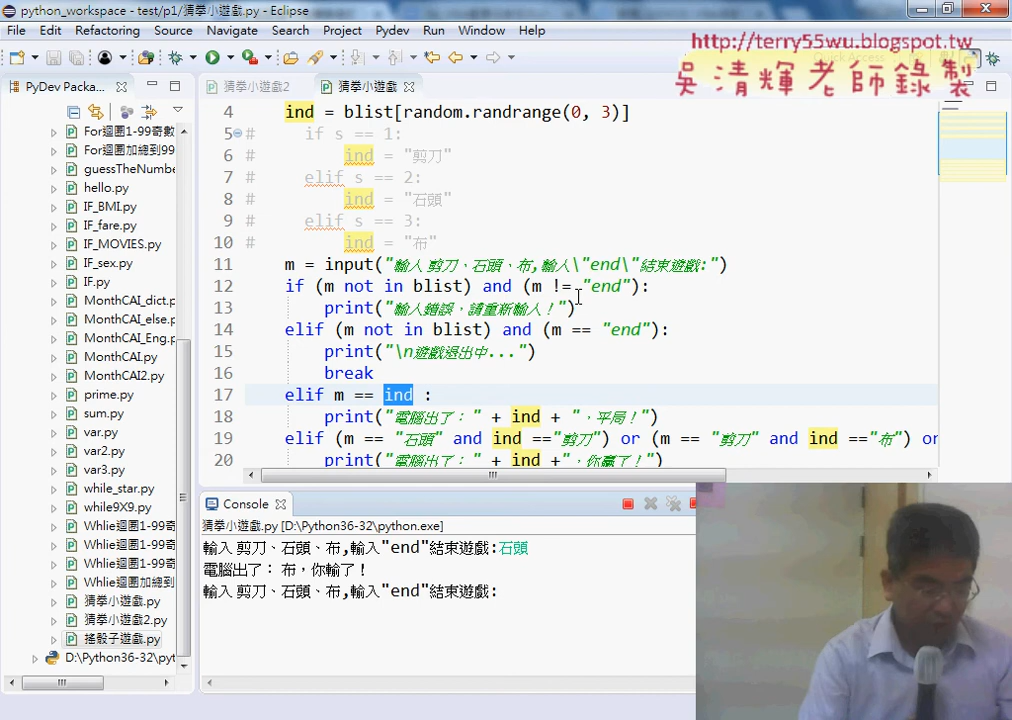 python_workspace - test/p1/猜拳小遊戲.py - Eclipse
File Edit Refactoring Source Navigate Search Project Pydev Run Window Help
http://terry55wu.blogspot.tw
吳清輝老師錄製
Quick Access
PyDev Packa...
猜拳小遊戲2
猜拳小遊戲
For迴圈1-99奇數
For迴圈加總到99
guessTheNumbe
hello.py
IF_BMI.py
IF_fare.py
IF_MOVIES.py
IF_sex.py
IF.py
MonthCAI_dict.p
MonthCAI_else.p
MonthCAI_Eng.p
MonthCAI.py
MonthCAI2.py
prime.py
sum.py
var.py
var2.py
var3.py
while_star.py
while9X9.py
Whlie迴圈1-99奇
Whlie迴圈1-99奇
Whlie迴圈1-99奇
Whlie迴圈加總到
猜拳小遊戲.py
猜拳小遊戲2.py
搖骰子遊戲.py
D:\Python36-32\pyt
4 ind = blist[random.randrange(0, 3)]
5 # if s == 1:
6 # ind = "剪刀"
7 # elif s == 2:
8 # ind = "石頭"
9 # elif s == 3:
10 # ind = "布"
11 m = input("輸入 剪刀、石頭、布,輸入\"end\"結束遊戲:")
12 if (m not in blist) and (m != "end"):
13 print("輸入錯誤，請重新輸入！")
14 elif (m not in blist) and (m == "end"):
15 print("\n遊戲退出中...")
16 break
17 elif m == ind :
18 print("電腦出了： " + ind + "，平局！")
19 elif (m == "石頭" and ind =="剪刀") or (m == "剪刀" and ind =="布") or
20 print("電腦出了： " + ind +"，你贏了！")
Console
猜拳小遊戲.py [D:\Python36-32\python.exe]
輸入 剪刀、石頭、布,輸入"end"結束遊戲:石頭
電腦出了： 布，你輸了！
輸入 剪刀、石頭、布,輸入"end"結束遊戲: